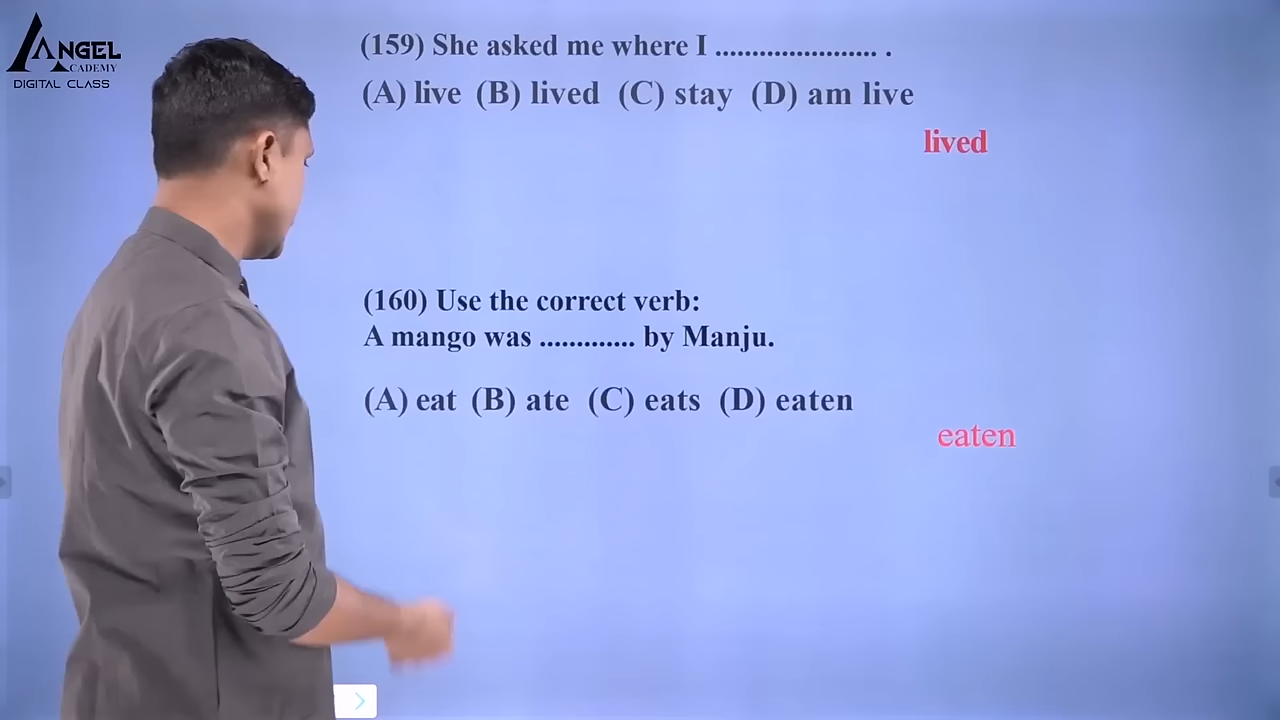 ANGEL
ACADEMY
DIGITAL CLASS
(159) She asked me where I ...................... .
(A) live (B) lived (C) stay (D) am live
lived
(160) Use the correct verb:
A mango was ............. by Manju.
(A) eat (B) ate (C) eats (D) eaten
eaten